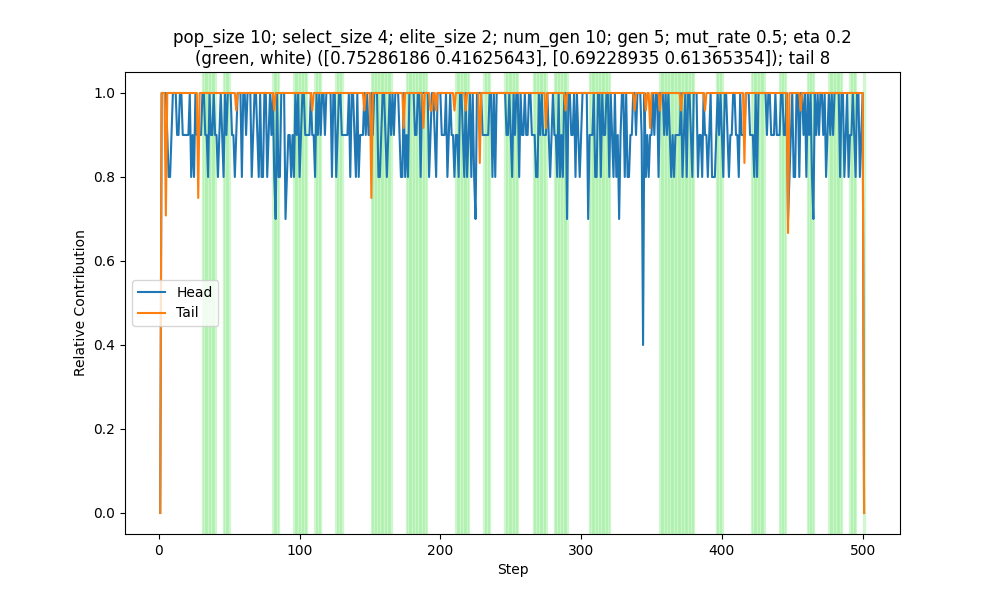 pop_size 10; select_size 4; elite_size 2; num_gen 10; gen 5; mut_rate 0.5; eta 0.2
(green, white) ([0.75286186 0.41625643], [0.69228935 0.61365354]); tail 8
1.0
0.8
0.6
0.4
0.2
0.0
Relative Contribution
Head
Tail
0
100
200
300
400
500
Step